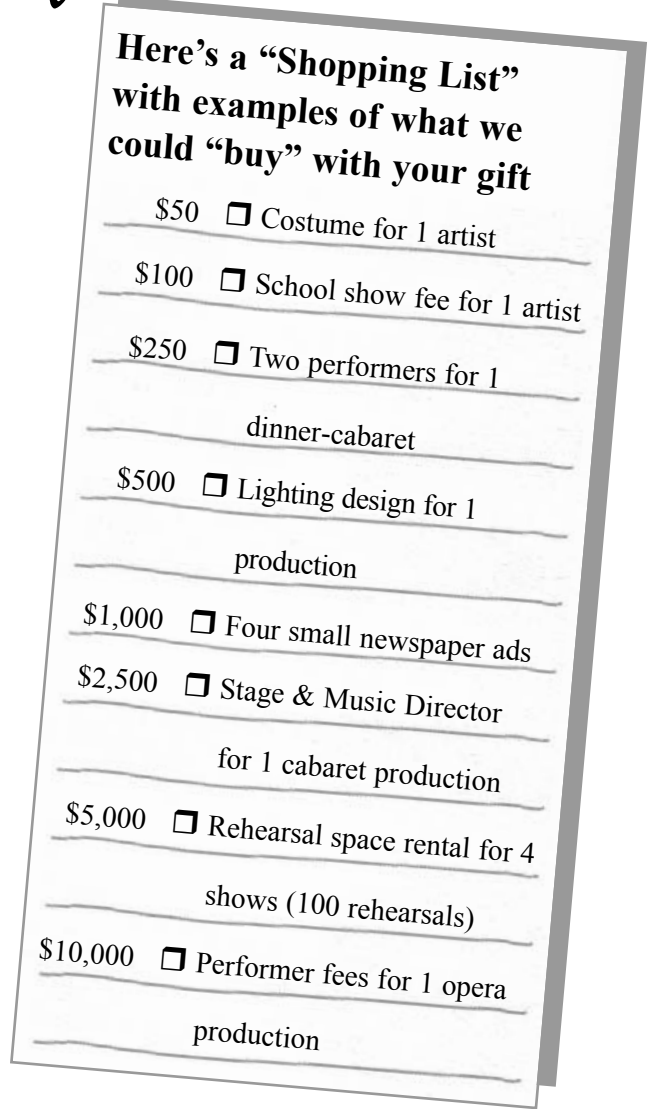 Here’s a “Shopping List”
with examples of what we
could “buy” with your gift
$50 ❒ Costume for 1 artist
$100 ❒ School show fee for 1 artist
$250 ❒ Two performers for 1
dinner-cabaret
$500 ❒ Lighting design for 1
production
$1,000 ❒ Four small newspaper ads
$2,500 ❒ Stage & Music Director
for 1 cabaret production
$5,000 ❒ Rehearsal space rental for 4
shows (100 rehearsals)
$10,000 ❒ Performer fees for 1 opera
production